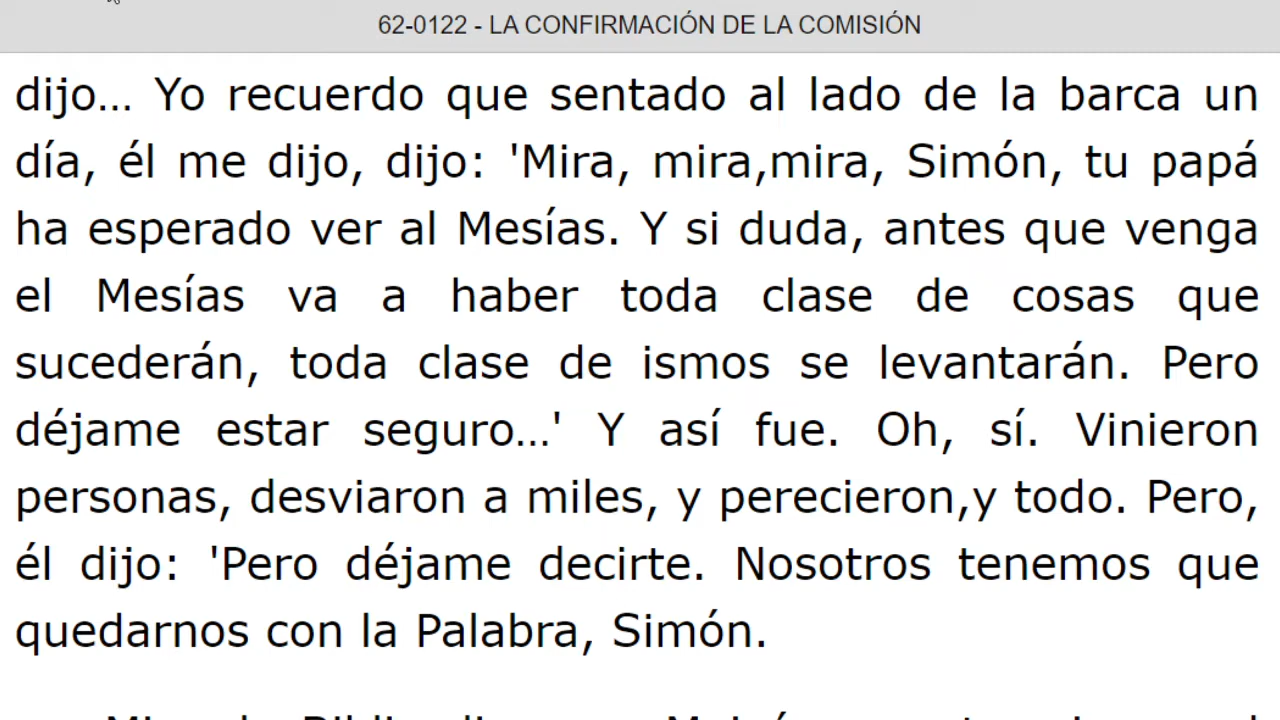 62-0122 - LA CONFIRMACIÓN DE LA COMISIÓN
dijo... Yo recuerdo que sentado al lado de la barca un
día, él me dijo, dijo: 'Mira, mira,mira, Simón, tu papá
ha esperado ver al Mesías. Y si duda, antes que venga
el Mesías va a haber toda clase de cosas que
sucederán, toda clase de ismos se levantarán. Pero
déjame estar seguro...' Y así fue. Oh, sí. Vinieron
personas, desviaron a miles, y perecieron,y todo. Pero,
él dijo: 'Pero déjame decirte. Nosotros tenemos que
quedarnos con la Palabra, Simón.